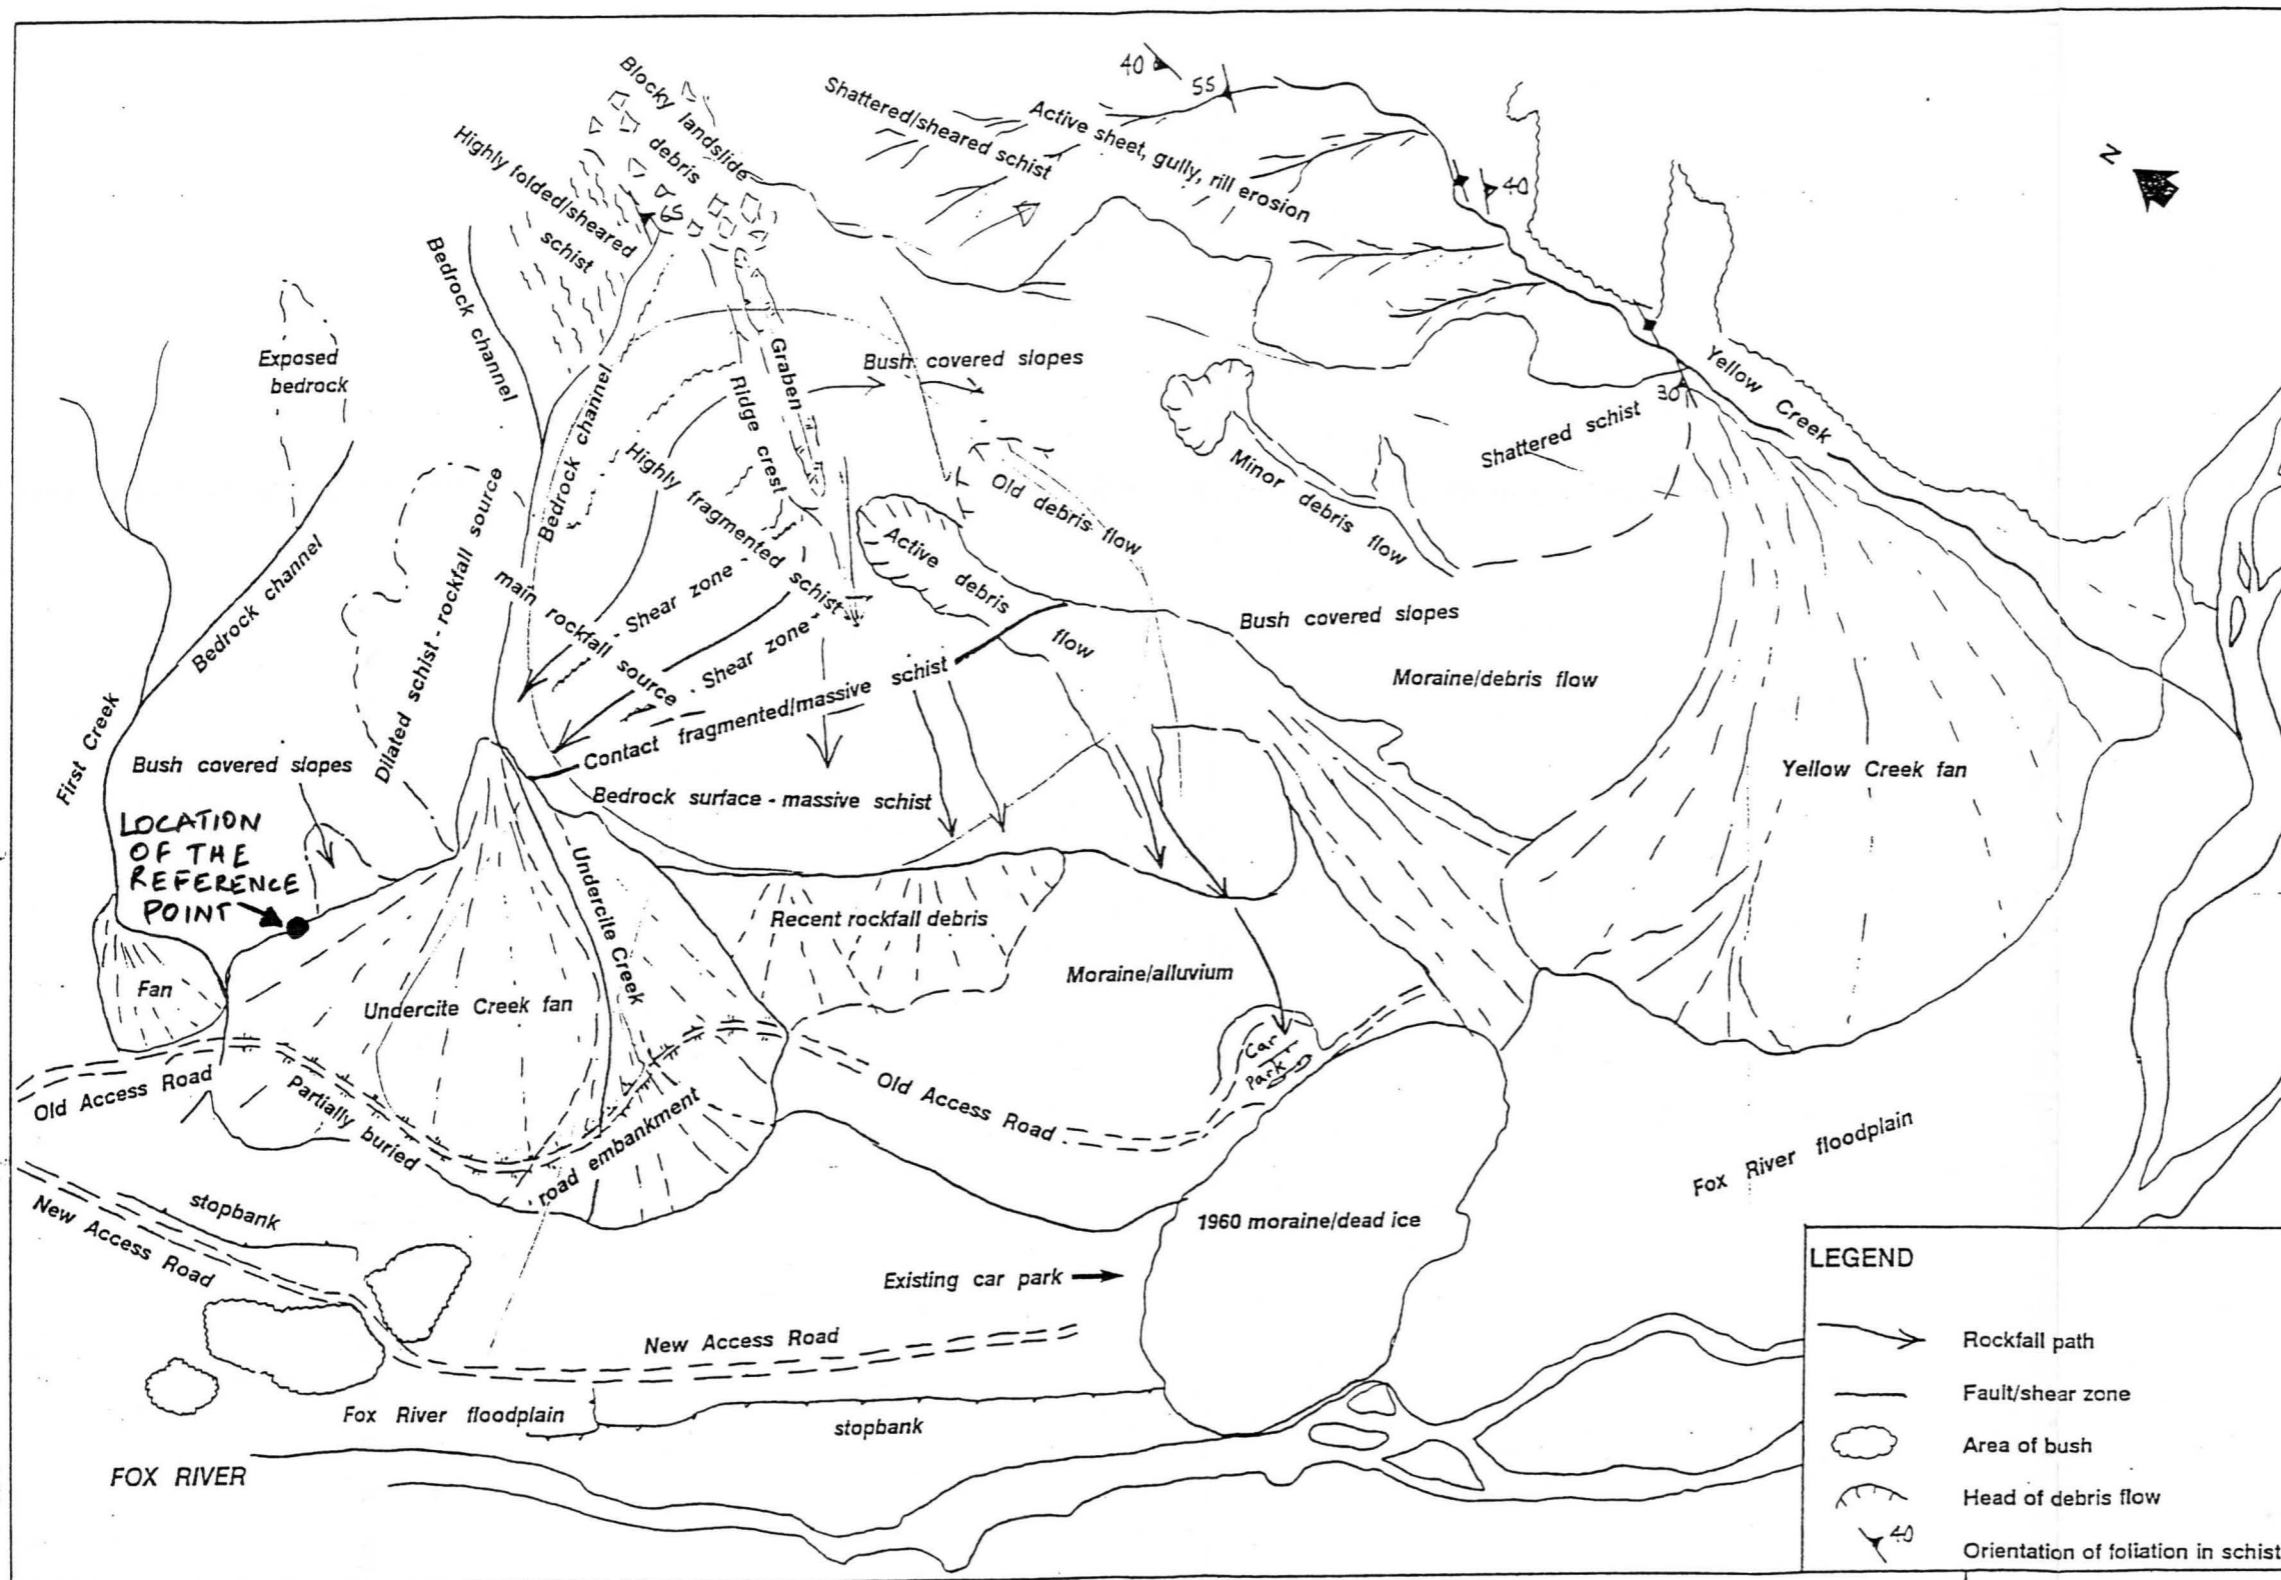 Blocky landslide
debris
Highly folded/sheared
schist
65
Shattered/sheared schist
Active sheet, gully, rill erosion
40
55
40
N
Bedrock channel
Exposed
bedrock
Bedrock channel
Graben
Ridge crest
Bush covered slopes
Yellow Creek
30
Shattered schist
Minor debris flow
Old debris flow
Active debris
flow
Highly fragmented schist
Dilated schist - rockfall source
Bedrock channel
main rockfall source
Shear zone
Shear zone
Contact fragmented/massive schist
Bush covered slopes
Moraine/debris flow
First Creek
Bush covered slopes
Yellow Creek fan
Bedrock surface - massive schist
LOCATION
OF THE
REFERENCE
POINT
Undercite Creek
Recent rockfall debris
Moraine/alluvium
Fan
Undercite Creek fan
Car
Park
Old Access Road
Partially buried
road embankment
Old Access Road
Fox River floodplain
stopbank
New Access Road
1960 moraine/dead ice
Existing car park
New Access Road
Fox River floodplain
stopbank
FOX RIVER
LEGEND
Rockfall path
Fault/shear zone
Area of bush
Head of debris flow
40
Orientation of foliation in schist